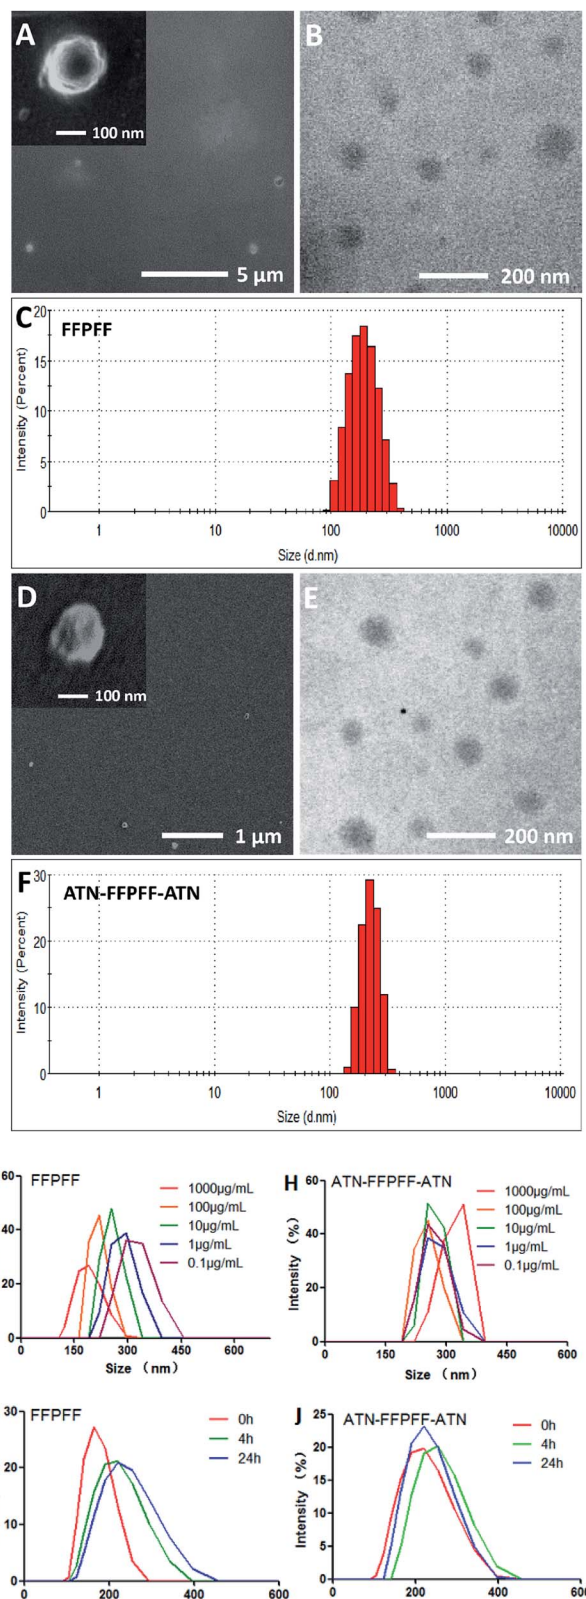 A
100 nm
5 µm
B
200 nm
C
FFPFF
20
15
10
5
0
Intensity (Percent)
1
10
100
1000
10000
Size (d.nm)
D
100 nm
1 µm
E
200 nm
F
ATN-FFPFF-ATN
30
20
10
0
Intensity (Percent)
1
10
100
1000
10000
Size (d.nm)
FFPFF
60
40
20
0
0
150
300
450
600
Size (nm)
1000µg/mL
100µg/mL
10µg/mL
1µg/mL
0.1µg/mL
H
ATN-FFPFF-ATN
60
40
20
0
Intensity (%)
0
150
300
450
600
Size (nm)
1000µg/mL
100µg/mL
10µg/mL
1µg/mL
0.1µg/mL
FFPFF
30
20
10
0
0
200
400
600
0h
4h
24h
J
ATN-FFPFF-ATN
25
20
15
10
5
0
Intensity (%)
0
200
400
600
0h
4h
24h